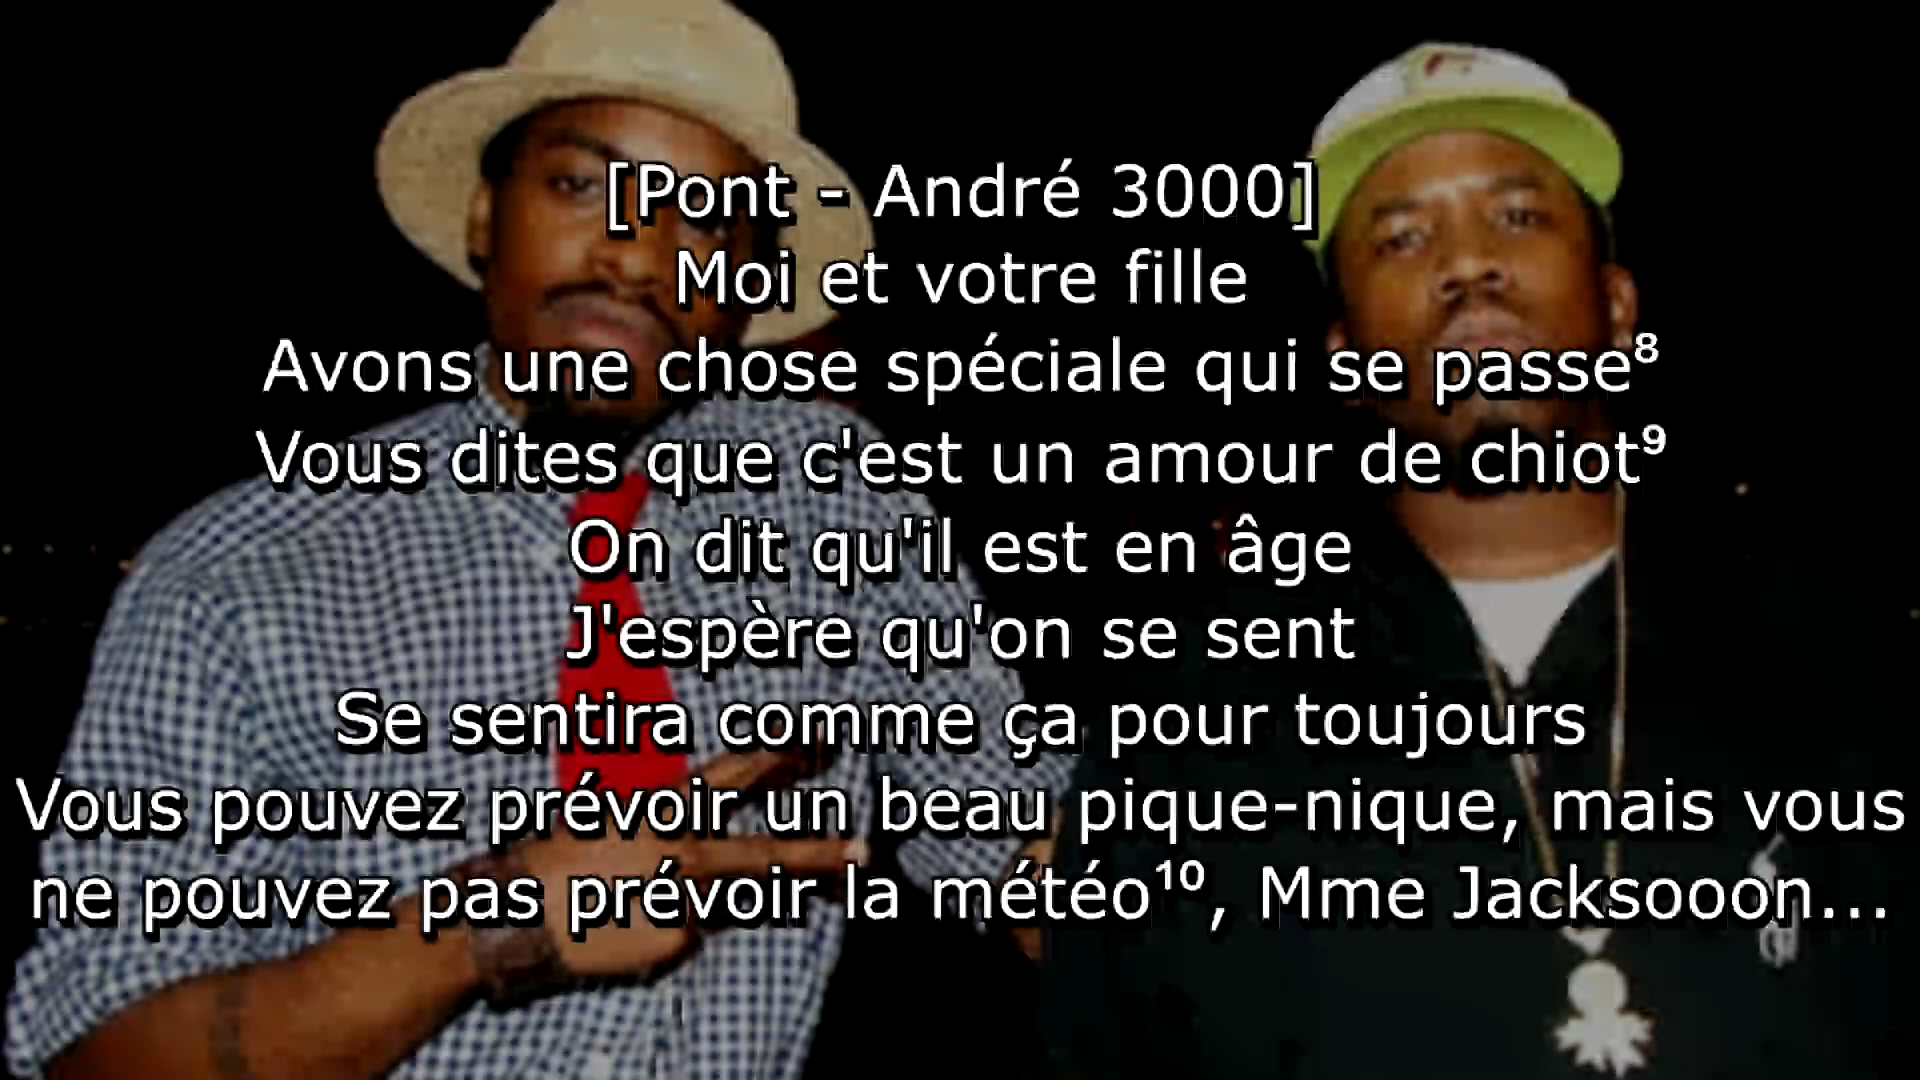 [Pont - André 3000]
Moi et votre fille
Avons une chose spéciale qui se passe⁸
Vous dites que c'est un amour de chiot⁹
On dit qu'il est en âge
J'espère qu'on se sent
Se sentira comme ça pour toujours
Vous pouvez prévoir un beau pique-nique, mais vous
ne pouvez pas prévoir la météo¹⁰, Mme Jacksooon...